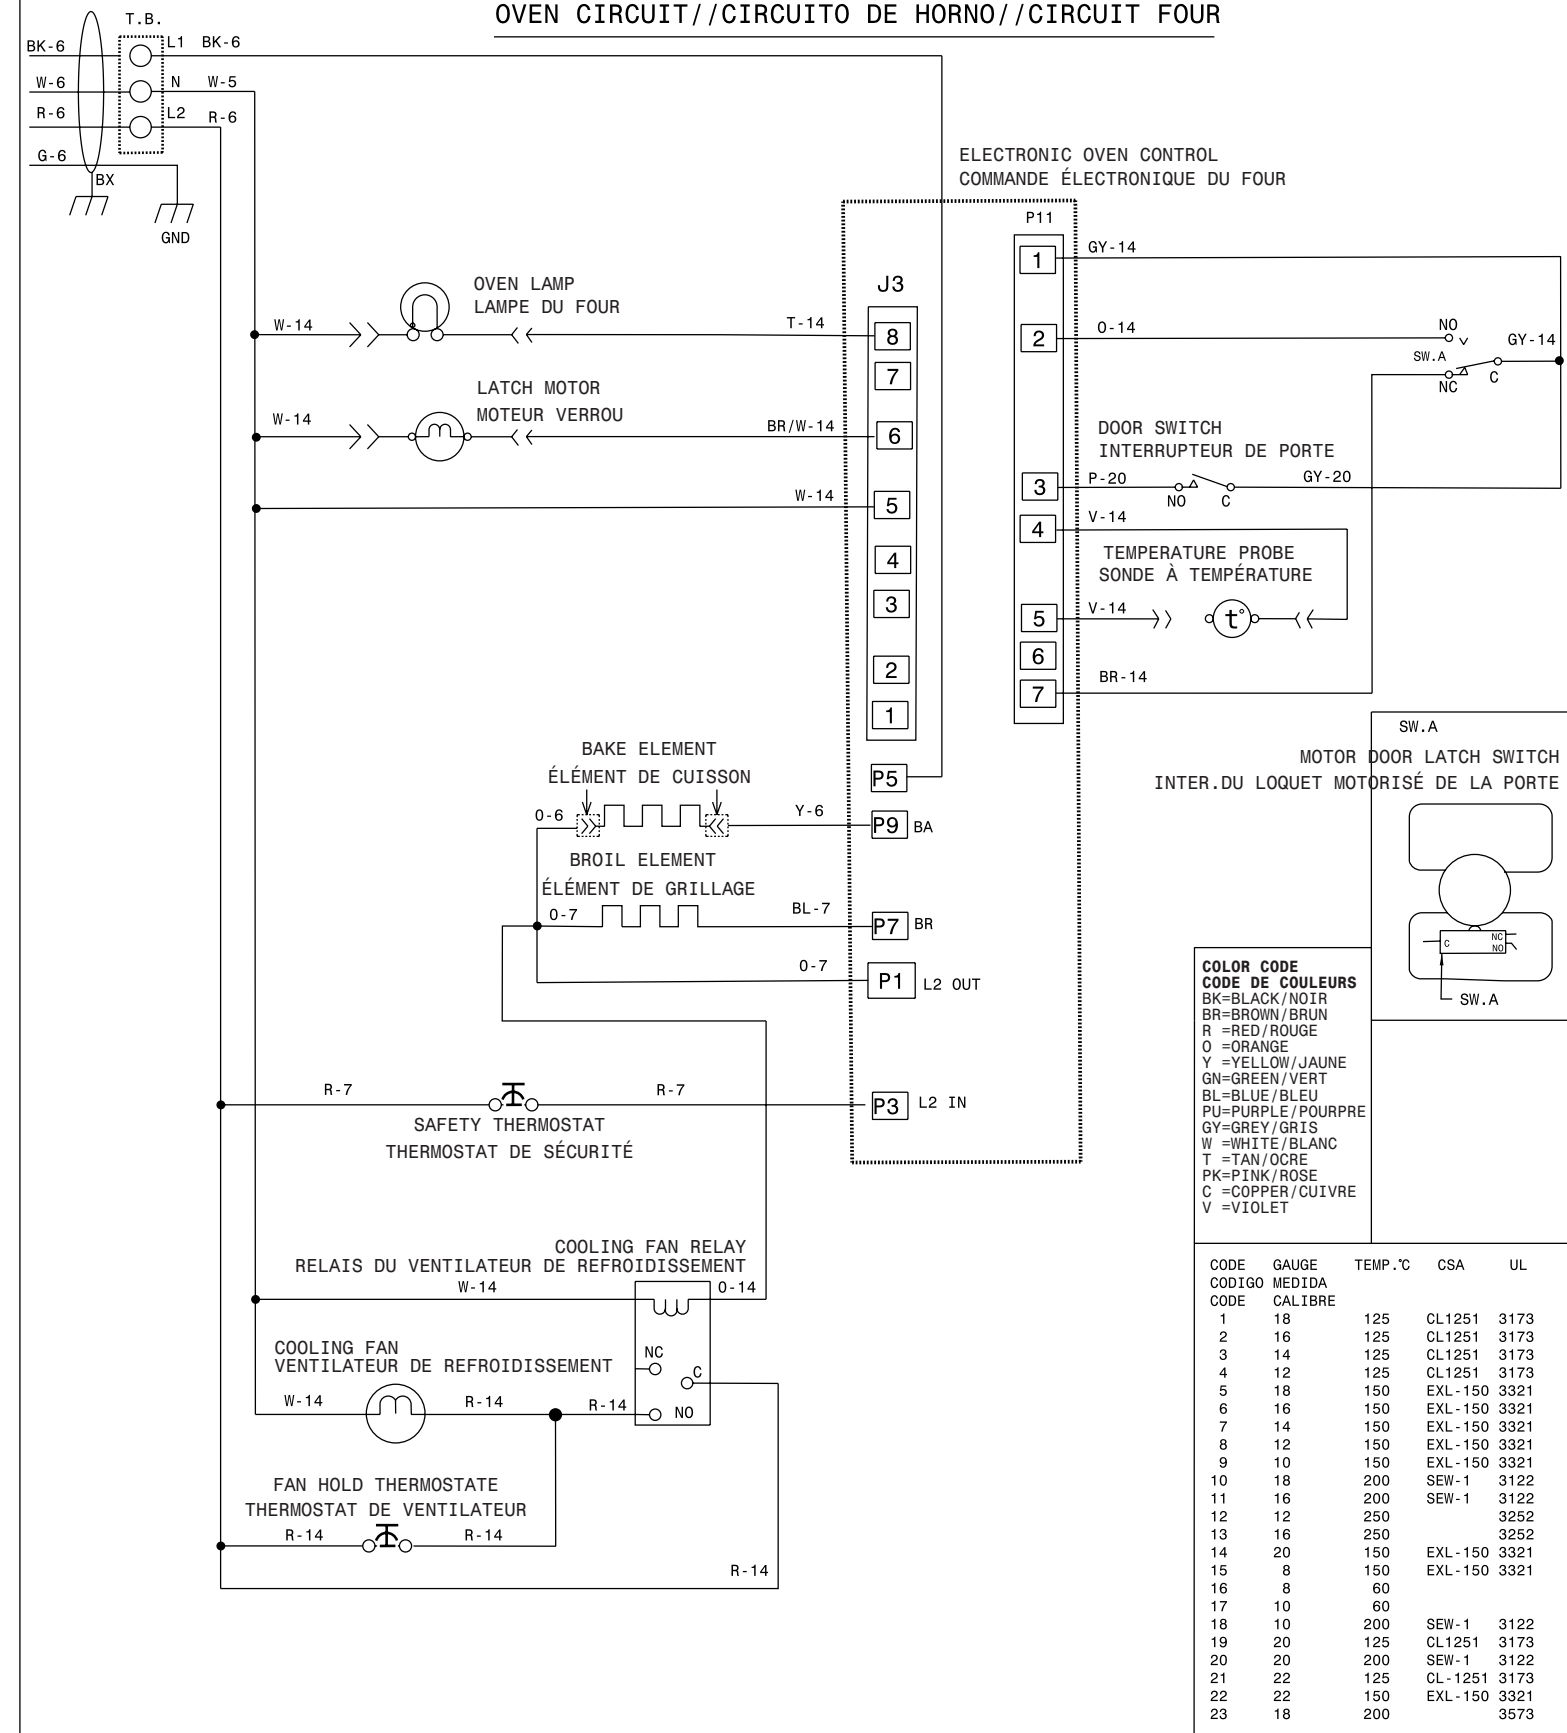 OVEN CIRCUIT//CIRCUITO DE HORNO//CIRCUIT FOUR
T.B.
BK-6
L1 BK-6
W-6
N W-5
R-6
L2
R-6
G-6
BX
GND
ELECTRONIC OVEN CONTROL
COMMANDE ÉLECTRONIQUE DU FOUR
P11
1
GY-14
J3
OVEN LAMP
LAMPE DU FOUR
W-14
T-14
8
2
O-14
NO
GY-14
SW.A
NC
C
7
LATCH MOTOR
MOTEUR VERROU
W-14
BR/W-14
6
DOOR SWITCH
INTERRUPTEUR DE PORTE
3
P-20
NO
C
GY-20
W-14
5
4
V-14
4
TEMPERATURE PROBE
SONDE À TEMPÉRATURE
3
5
V-14
t°
6
2
7
BR-14
1
BAKE ELEMENT
ÉLÉMENT DE CUISSON
P5
O-6
Y-6
P9 BA
BROIL ELEMENT
ÉLÉMENT DE GRILLAGE
O-7
BL-7
P7 BR
O-7
P1 L2 OUT
R-7
R-7
P3 L2 IN
SAFETY THERMOSTAT
THERMOSTAT DE SÉCURITÉ
COOLING FAN RELAY
RELAIS DU VENTILATEUR DE REFROIDISSEMENT
W-14
O-14
COOLING FAN
VENTILATEUR DE REFROIDISSEMENT
NC
C
W-14
R-14
R-14
NO
FAN HOLD THERMOSTATE
THERMOSTAT DE VENTILATEUR
R-14
R-14
R-14
SW.A
MOTOR DOOR LATCH SWITCH
INTER.DU LOQUET MOTORISÉ DE LA PORTE
C
NC
NO
SW.A
COLOR CODE
CODE DE COULEURS
BK=BLACK/NOIR
BR=BROWN/BRUN
R =RED/ROUGE
O =ORANGE
Y =YELLOW/JAUNE
GN=GREEN/VERT
BL=BLUE/BLEU
PU=PURPLE/POURPRE
GY=GREY/GRIS
W =WHITE/BLANC
T =TAN/OCRE
PK=PINK/ROSE
C =COPPER/CUIVRE
V =VIOLET
CODE GAUGE TEMP.°C CSA UL
CODIGO MEDIDA
CODE CALIBRE
1 18 125 CL1251 3173
2 16 125 CL1251 3173
3 14 125 CL1251 3173
4 12 125 CL1251 3173
5 18 150 EXL-150 3321
6 16 150 EXL-150 3321
7 14 150 EXL-150 3321
8 12 150 EXL-150 3321
9 10 150 EXL-150 3321
10 18 200 SEW-1 3122
11 16 200 SEW-1 3122
12 12 250 3252
13 16 250 3252
14 20 150 EXL-150 3321
15 8 150 EXL-150 3321
16 8 60
17 10 60
18 10 200 SEW-1 3122
19 20 125 CL1251 3173
20 20 200 SEW-1 3122
21 22 125 CL-1251 3173
22 22 150 EXL-150 3321
23 18 200 3573